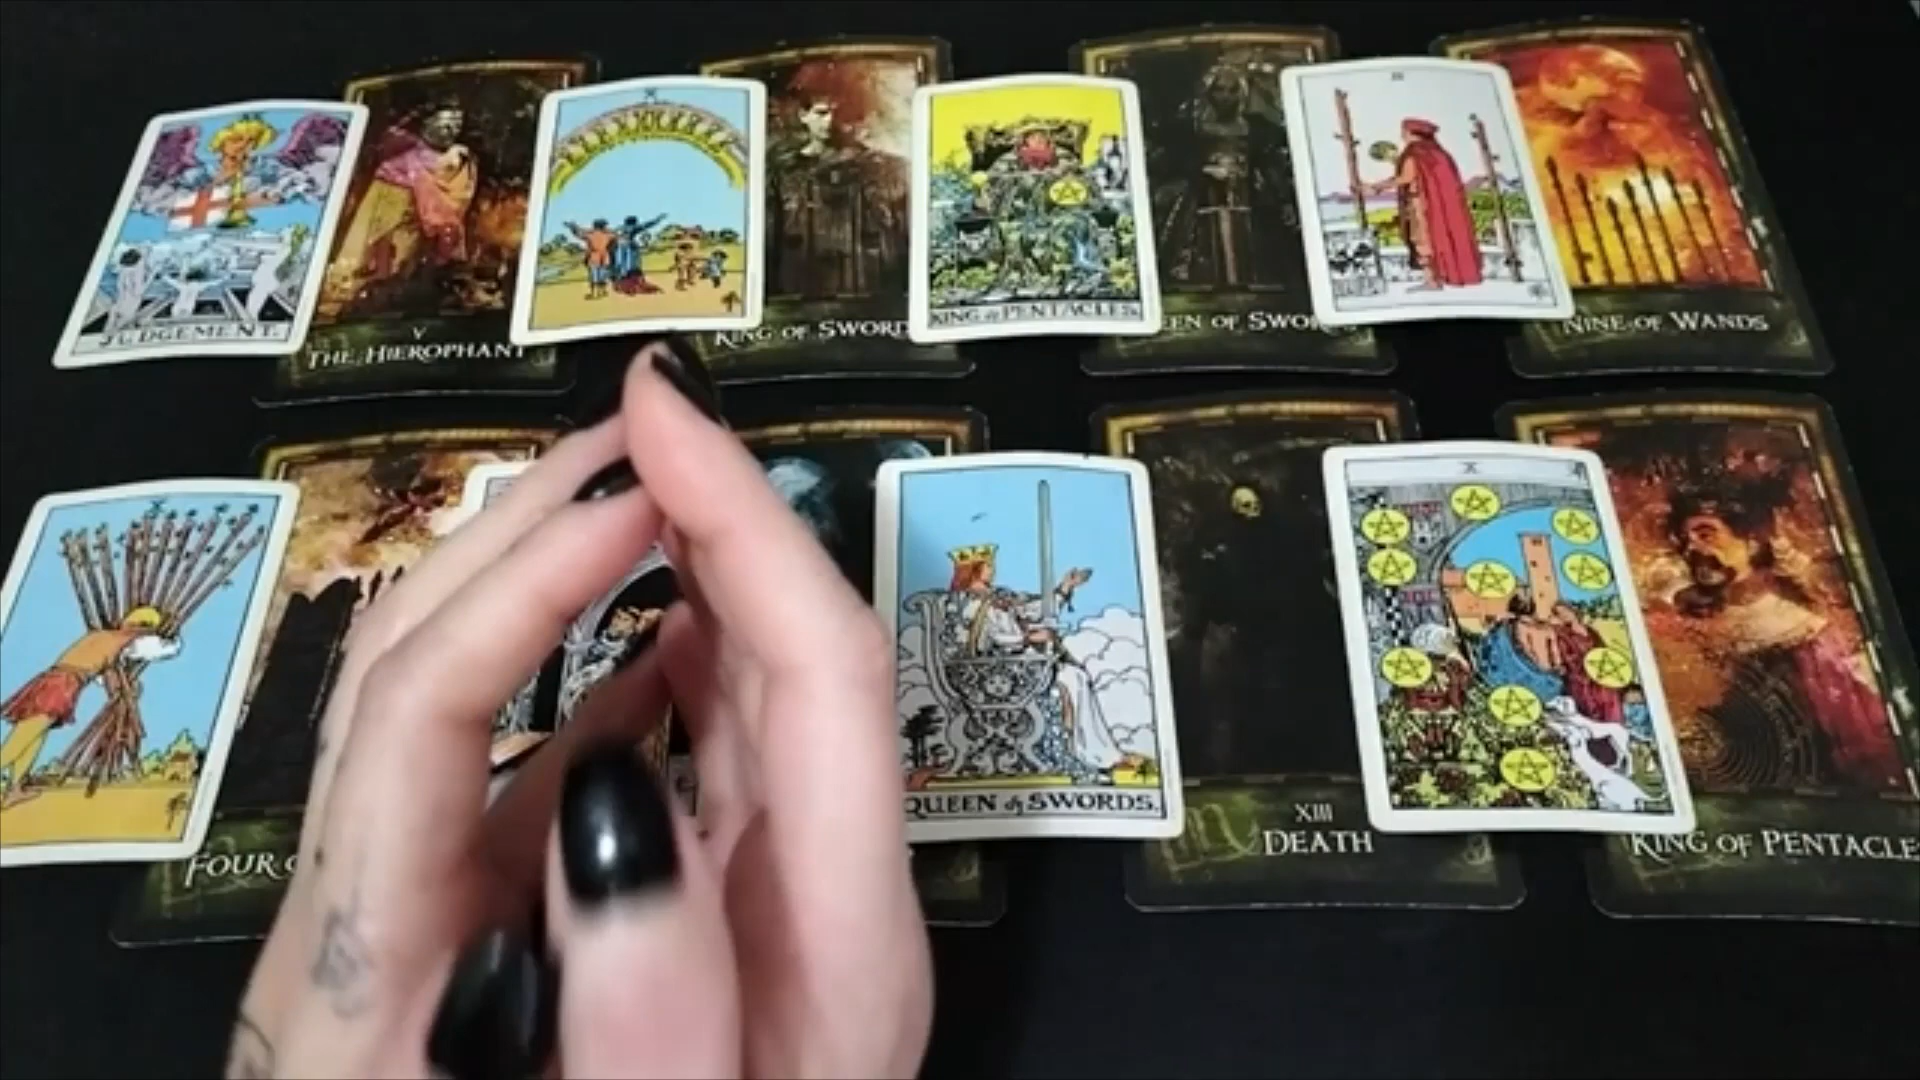 X
JUDGEMENT.
V
THE HIEROPHANT
KING OF SWORD
KING of PENTACLES.
EEN OF SWOR
II
NINE OF WANDS
X
FOUR
QUEEN of SWORDS.
XIII
DEATH
X
KING OF PENTACLE